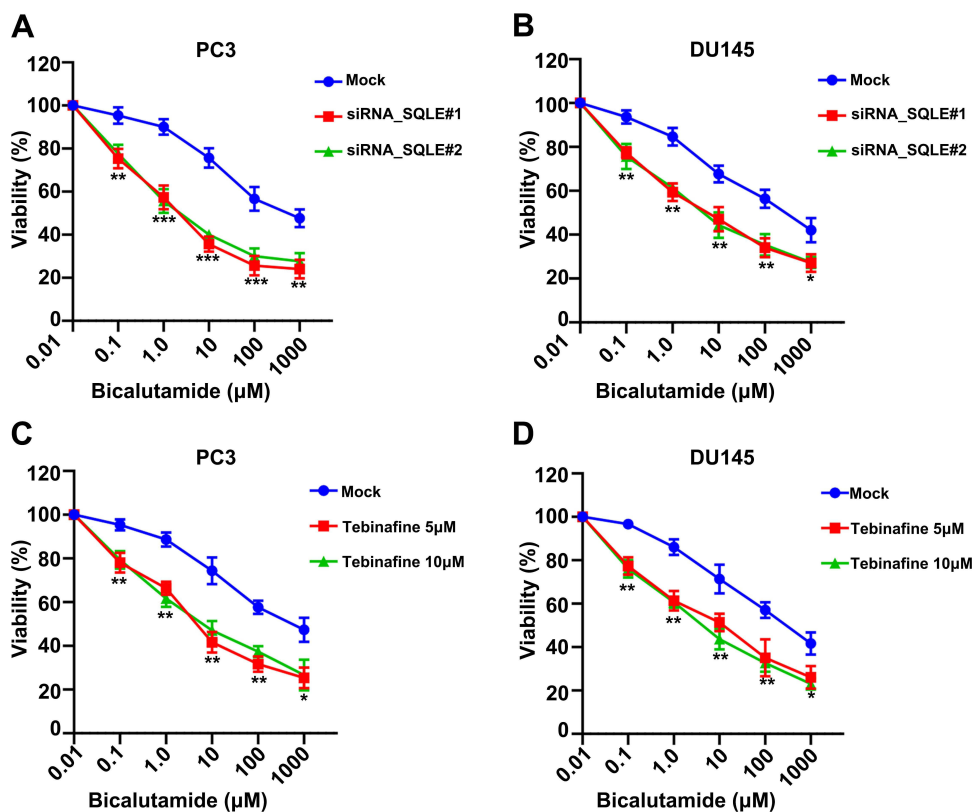 A
PC3
120
100
80
60
40
20
0
Viability (%)
Mock
siRNA_SQLE#1
siRNA_SQLE#2
**
***
***
***
**
0.01
0.1
1.0
10
100
1000
Bicalutamide (µM)
B
DU145
120
100
80
60
40
20
0
Viability (%)
Mock
siRNA_SQLE#1
siRNA_SQLE#2
**
**
**
**
*
0.01
0.1
1.0
10
100
1000
Bicalutamide (µM)
C
PC3
120
100
80
60
40
20
0
Viability (%)
Mock
Tebinafine 5µM
Tebinafine 10µM
**
**
**
**
*
0.01
0.1
1.0
10
100
1000
Bicalutamide (µM)
D
DU145
120
100
80
60
40
20
0
Viability (%)
Mock
Tebinafine 5µM
Tebinafine 10µM
**
**
**
**
*
0.01
0.1
1.0
10
100
1000
Bicalutamide (µM)